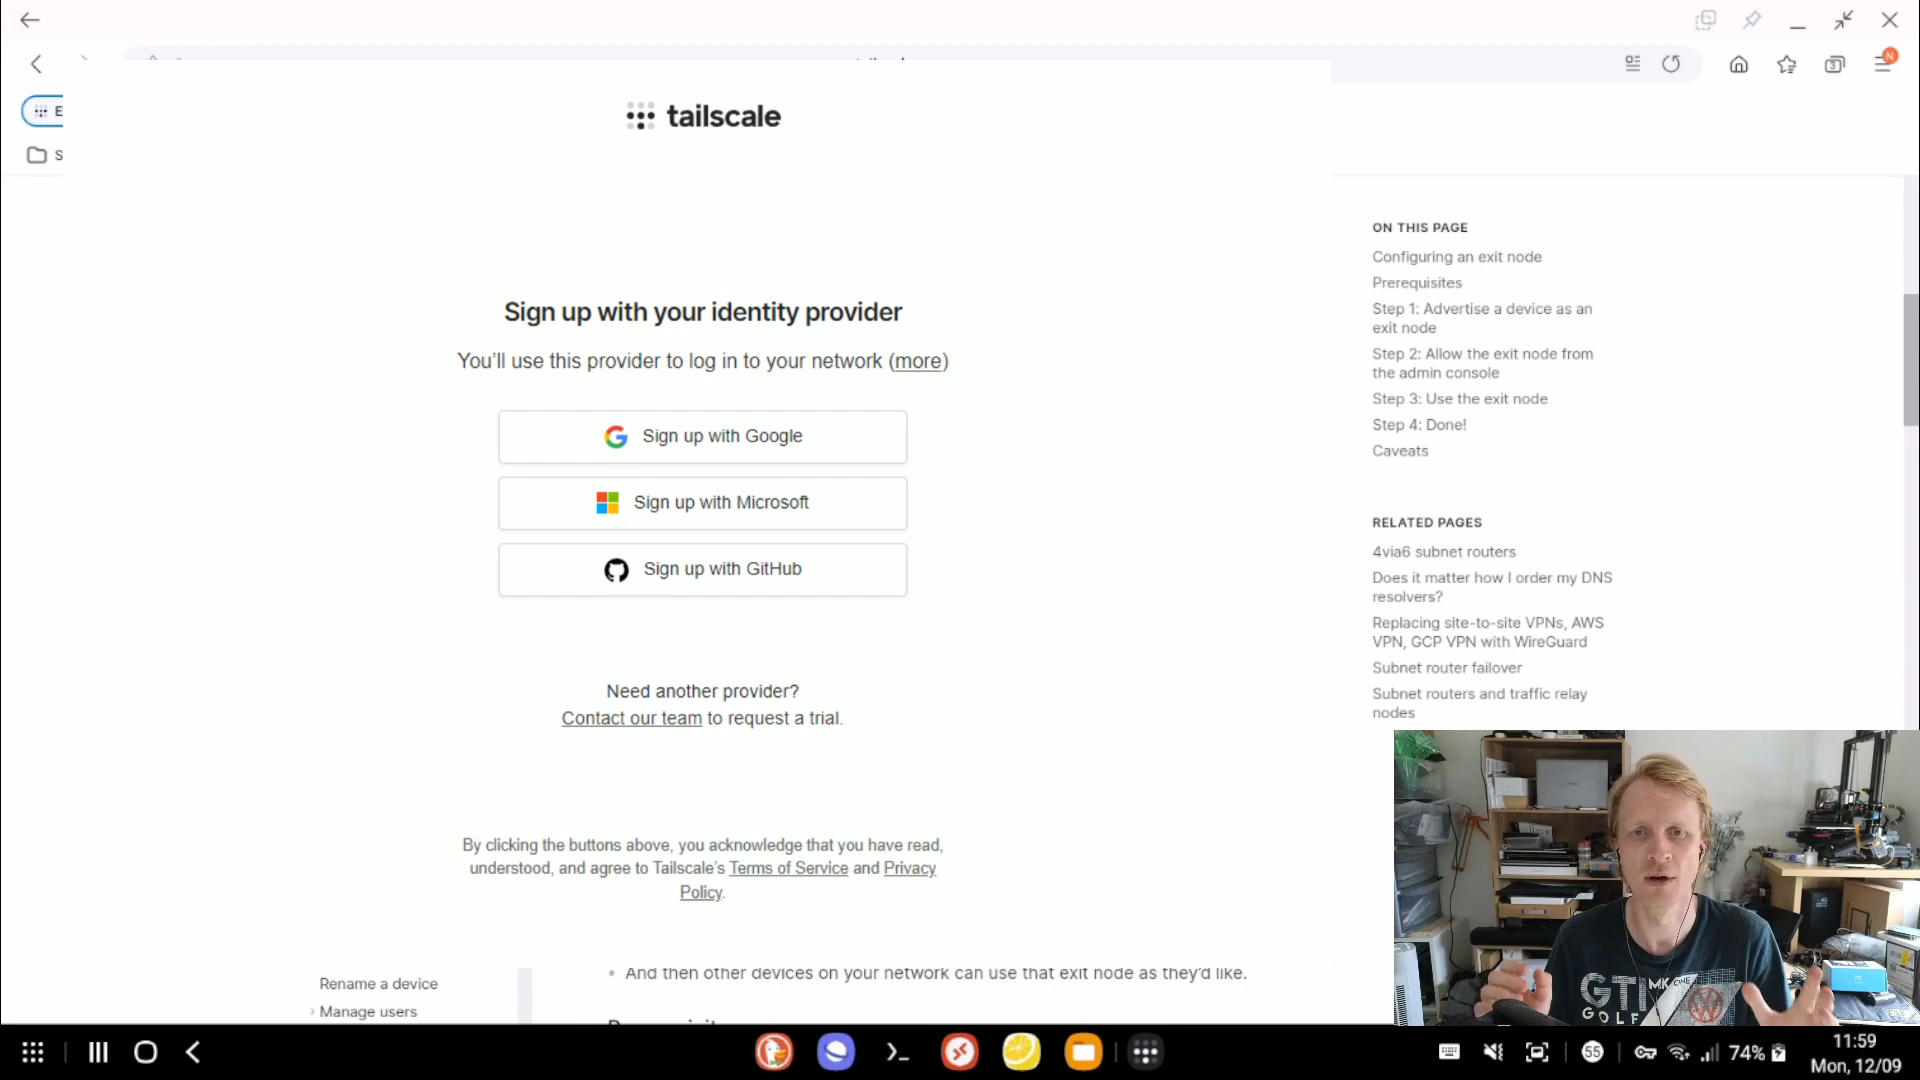 N
3
E
S
tailscale
Sign up with your identity provider
You'll use this provider to log in to your network (more)
Sign up with Google
Sign up with Microsoft
Sign up with GitHub
Need another provider?
Contact our team to request a trial.
By clicking the buttons above, you acknowledge that you have read,
understood, and agree to Tailscale's Terms of Service and Privacy
Policy.
Rename a device
Manage users
And then other devices on your network can use that exit node as they'd like.
ON THIS PAGE
Configuring an exit node
Prerequisites
Step 1: Advertise a device as an
exit node
Step 2: Allow the exit node from
the admin console
Step 3: Use the exit node
Step 4: Done!
Caveats
RELATED PAGES
4via6 subnet routers
Does it matter how I order my DNS
resolvers?
Replacing site-to-site VPNs, AWS
VPN, GCP VPN with WireGuard
Subnet router failover
Subnet routers and traffic relay
nodes
GTI MK ONE
GOLF
55
74%
11:59
Mon, 12/09